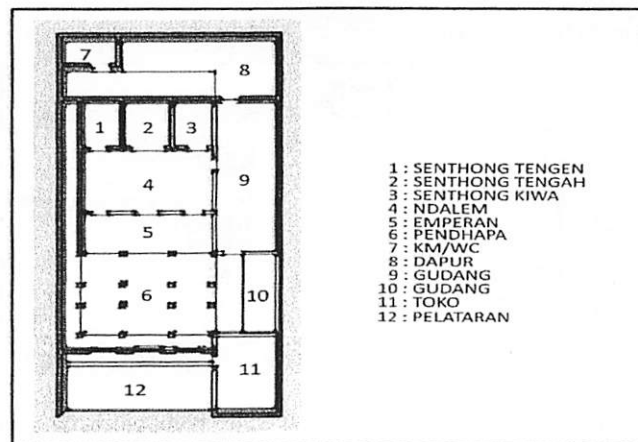 7
8
1
2
3
4
9
5
6
10
11
12
1 : SENTHONG TENGEN
2 : SENTHONG TENGAH
3 : SENTHONG KIWA
4 : NDALEM
5 : EMPERAN
6 : PENDHAPA
7 : KM/WC
8 : DAPUR
9 : GUDANG
10 : GUDANG
11 : TOKO
12 : PELATARAN